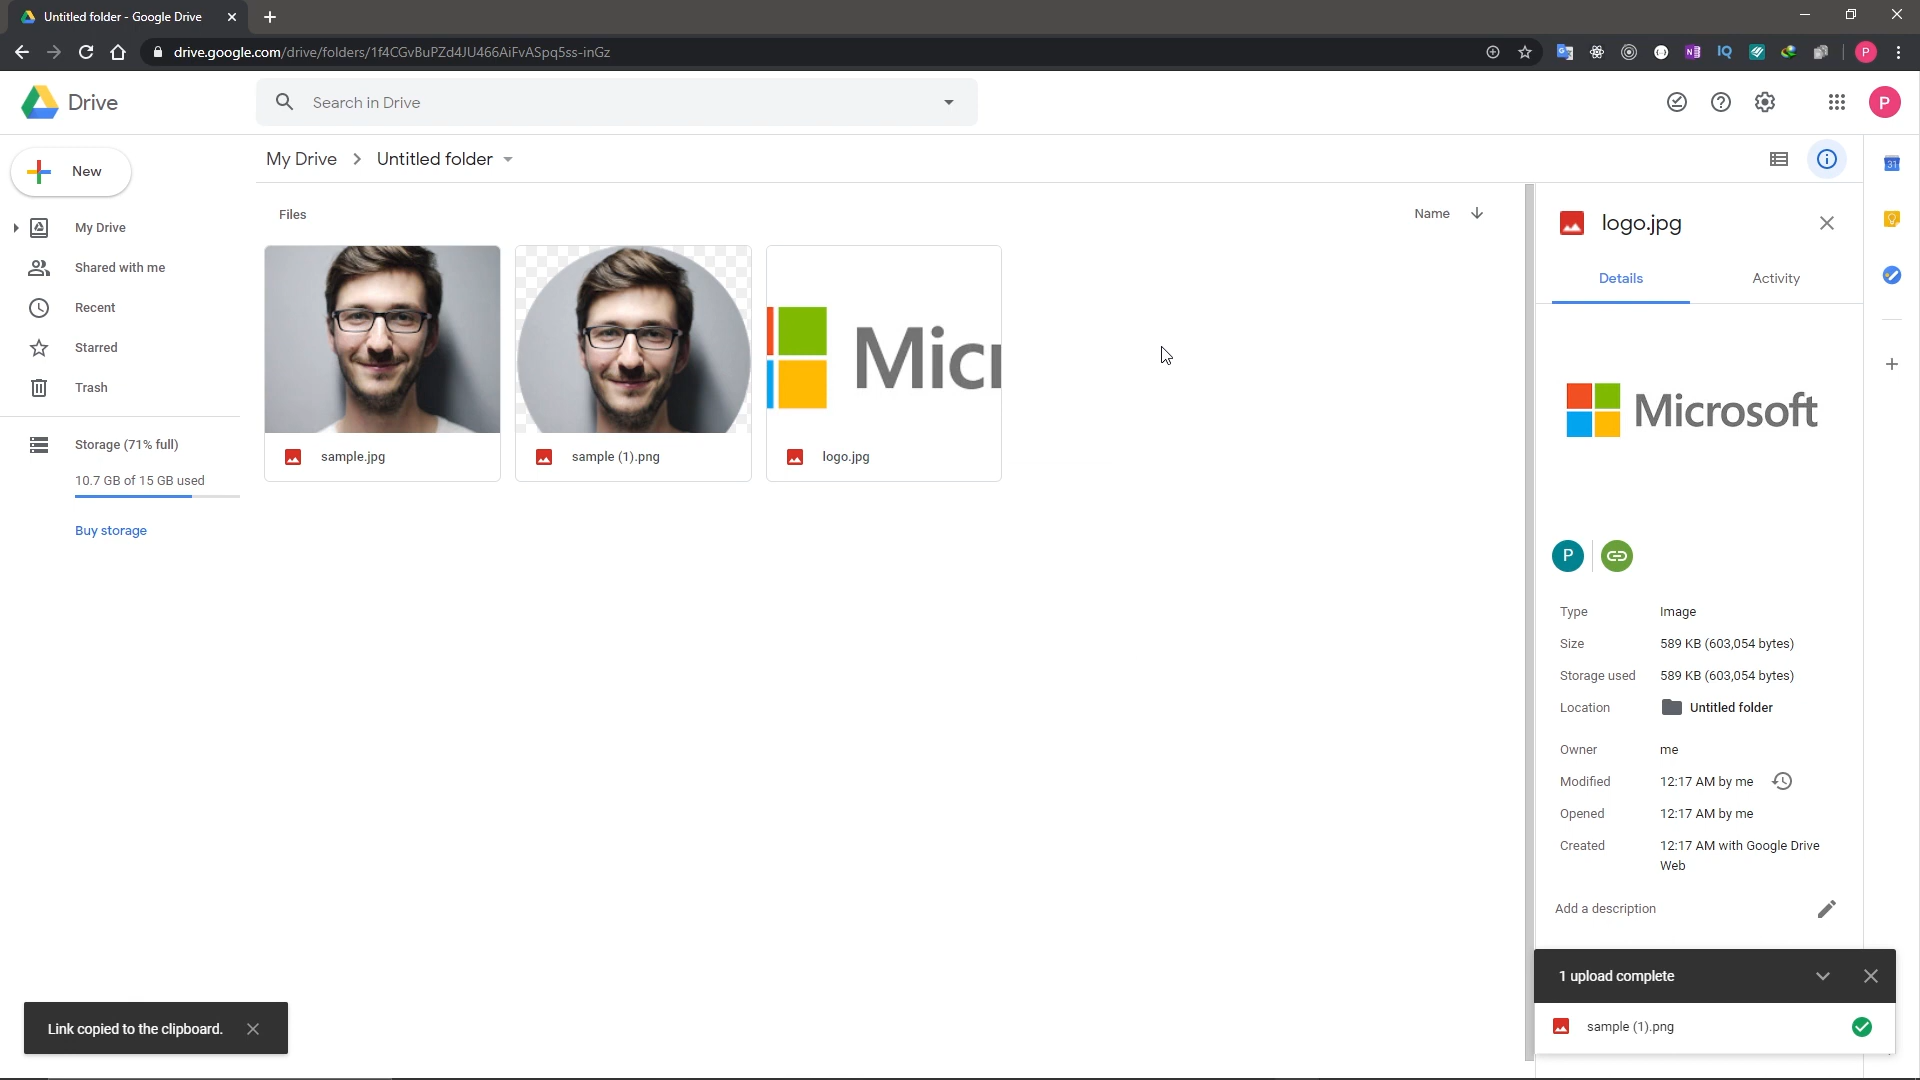 Untitled folder - Google Drive
drive.google.com/drive/folders/1f4CGvBuPZd4JU466AiFvASpq5ss-inGz
P
Drive
Search in Drive
P
New
My Drive
Shared with me
Recent
Starred
Trash
Storage (71% full)
10.7 GB of 15 GB used
Buy storage
My Drive
Untitled folder
Files
Name
Micr
sample.jpg
sample (1).png
logo.jpg
logo.jpg
Details
Activity
Microsoft
P
Type Image
Size 589 KB (603,054 bytes)
Storage used 589 KB (603,054 bytes)
Location Untitled folder
Owner me
Modified 12:17 AM by me
Opened 12:17 AM by me
Created 12:17 AM with Google Drive
Web
Add a description
31
1 upload complete
sample (1).png
Link copied to the clipboard.